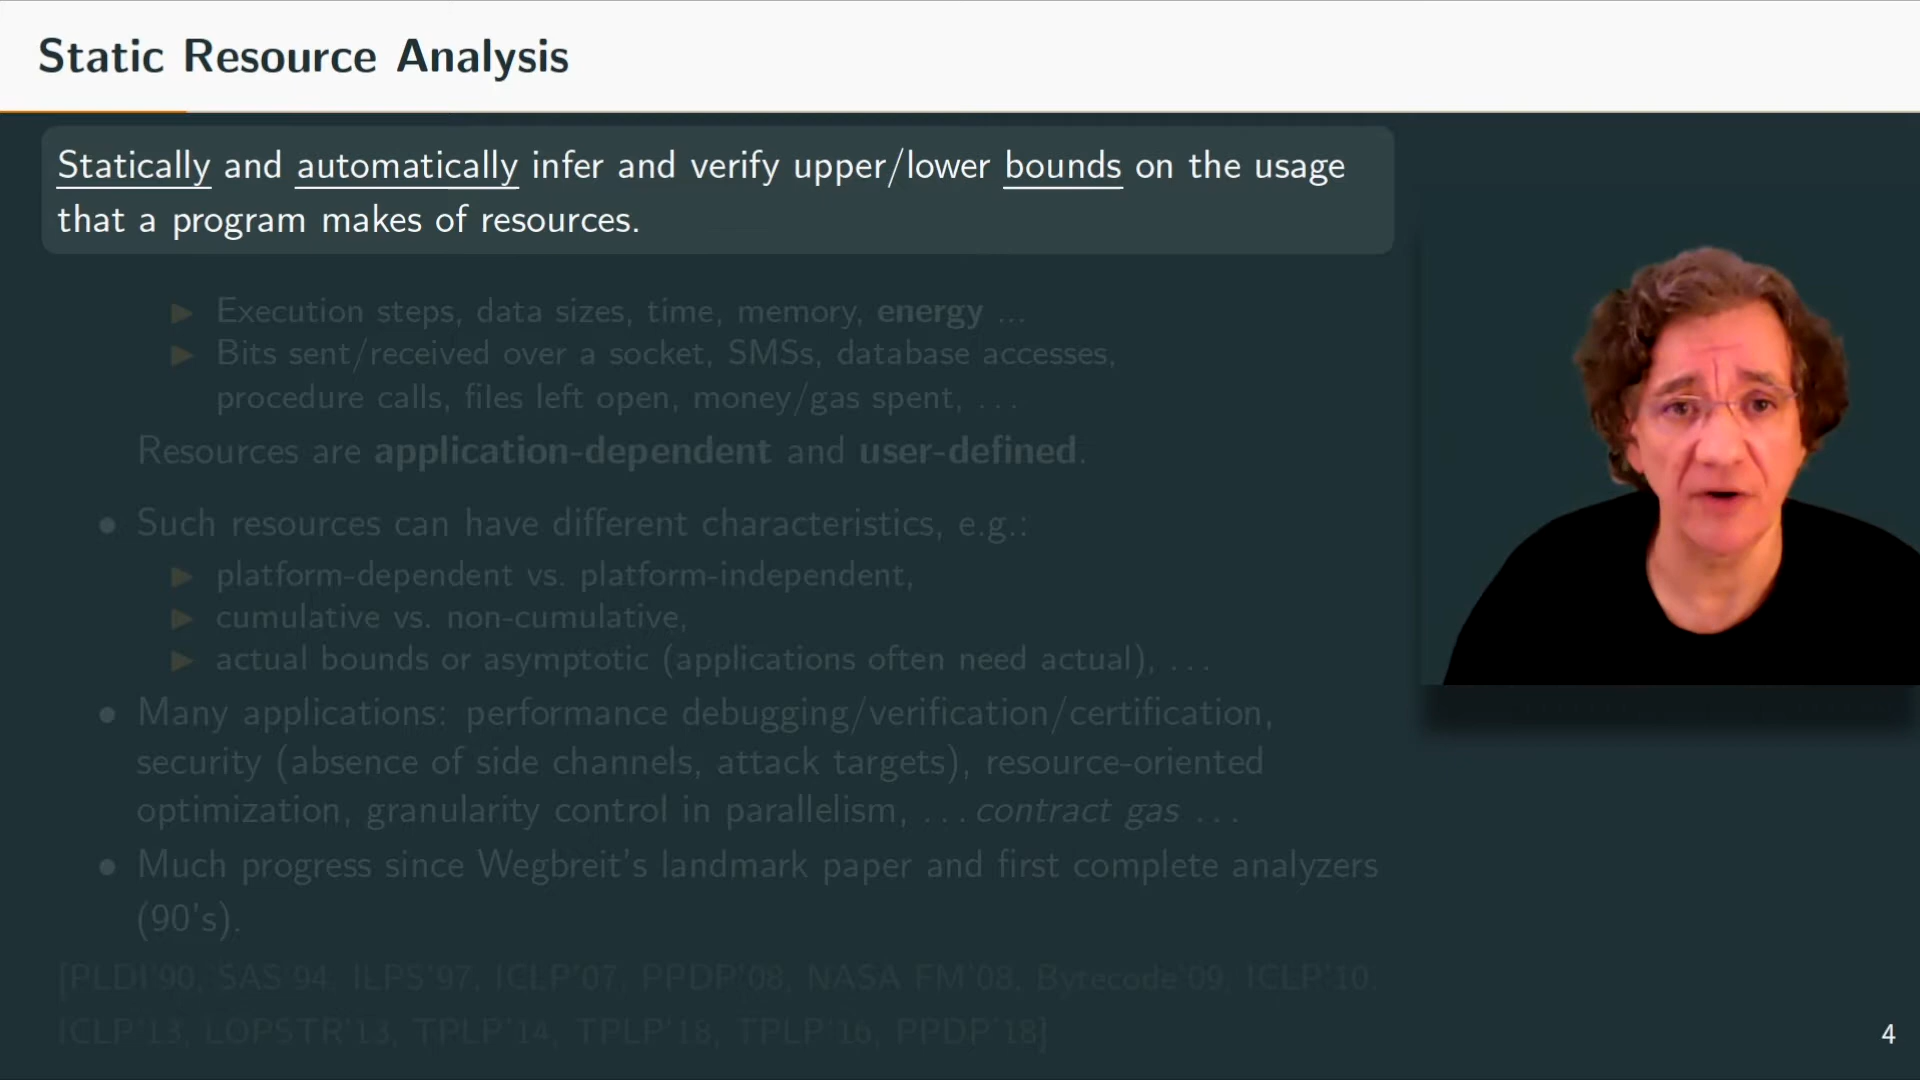 Static Resource Analysis
Statically and automatically infer and verify upper/lower bounds on the usage
that a program makes of resources.
▶ Execution steps, data sizes, time, memory, energy ...
▶ Bits sent/received over a socket, SMSs, database accesses,
procedure calls, files left open, money/gas spent, ...
Resources are application-dependent and user-defined.
• Such resources can have different characteristics, e.g.:
▶ platform-dependent vs. platform-independent,
▶ cumulative vs. non-cumulative,
▶ actual bounds or asymptotic (applications often need actual), ...
• Many applications: performance debugging/verification/certification,
security (absence of side channels, attack targets), resource-oriented
optimization, granularity control in parallelism, ... contract gas ...
• Much progress since Wegbreit's landmark paper and first complete analyzers
(90's).
[PLDI'90, SAS'94, ILPS'97, ICLP'07, PPDP'08, NASA FM'08, Bytecode'09, ICLP'10,
ICLP'13, LOPSTR'13, TPLP'14, TPLP'18, TPLP'16, PPDP'18]
4